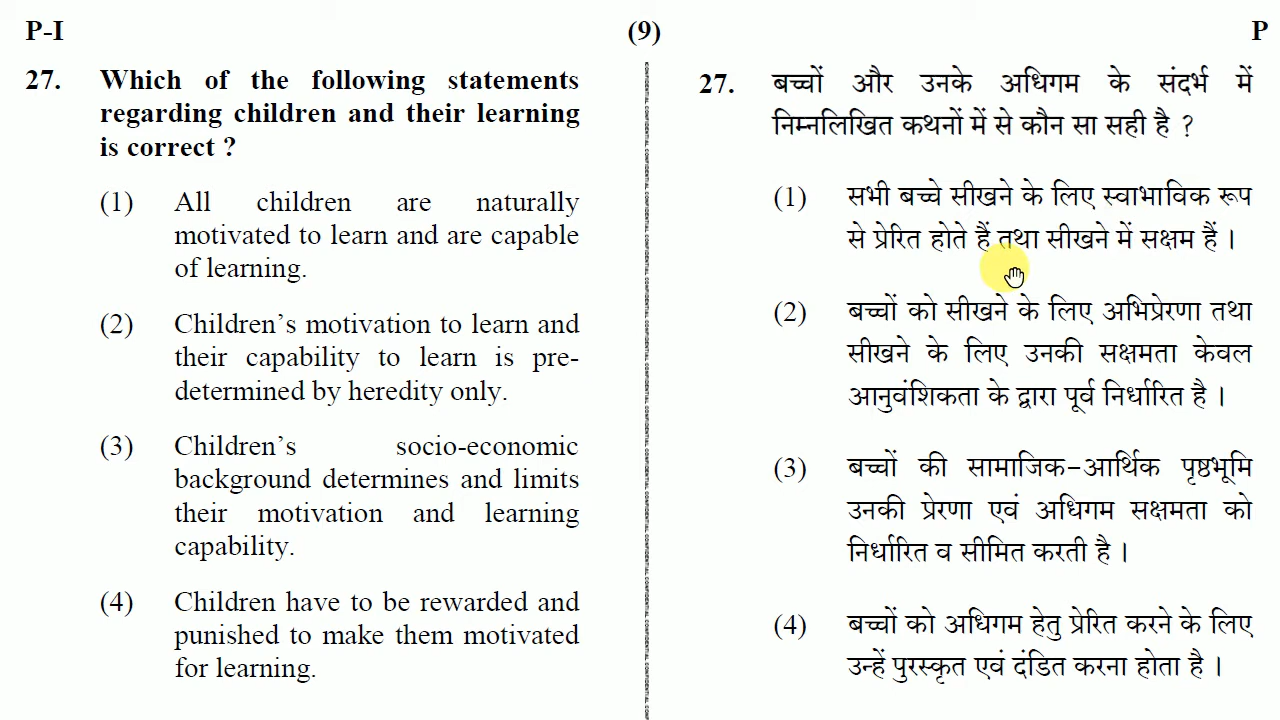 P-I
(9)
P
27. Which of the following statements
regarding children and their learning
is correct ?
(1) All children are naturally
motivated to learn and are capable
of learning.
(2) Children's motivation to learn and
their capability to learn is pre-
determined by heredity only.
(3) Children's socio-economic
background determines and limits
their motivation and learning
capability.
(4) Children have to be rewarded and
punished to make them motivated
for learning.
27. बच्चों और उनके अधिगम के संदर्भ में
निम्नलिखित कथनों में से कौन सा सही है ?
(1) सभी बच्चे सीखने के लिए स्वाभाविक रूप
से प्रेरित होते हैं तथा सीखने में सक्षम हैं ।
(2) बच्चों को सीखने के लिए अभिप्रेरणा तथा
सीखने के लिए उनकी सक्षमता केवल
आनुवंशिकता के द्वारा पूर्व निर्धारित है ।
(3) बच्चों की सामाजिक-आर्थिक पृष्ठभूमि
उनकी प्रेरणा एवं अधिगम सक्षमता को
निर्धारित व सीमित करती है ।
(4) बच्चों को अधिगम हेतु प्रेरित करने के लिए
उन्हें पुरस्कृत एवं दंडित करना होता है ।